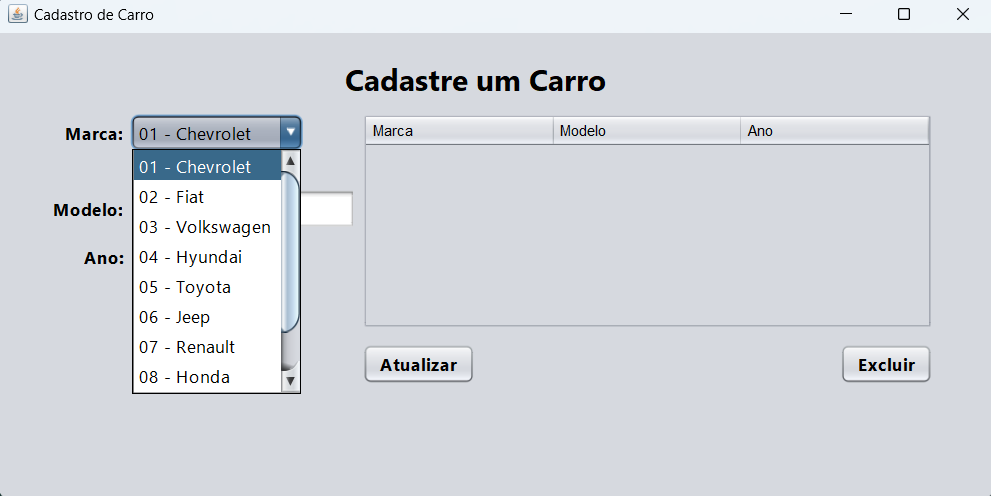 Cadastro de Carro
Cadastre um Carro
Marca:
01 - Chevrolet
01 - Chevrolet
02 - Fiat
03 - Volkswagen
04 - Hyundai
05 - Toyota
06 - Jeep
07 - Renault
08 - Honda
Modelo:
Ano:
Marca Modelo Ano
Atualizar
Excluir